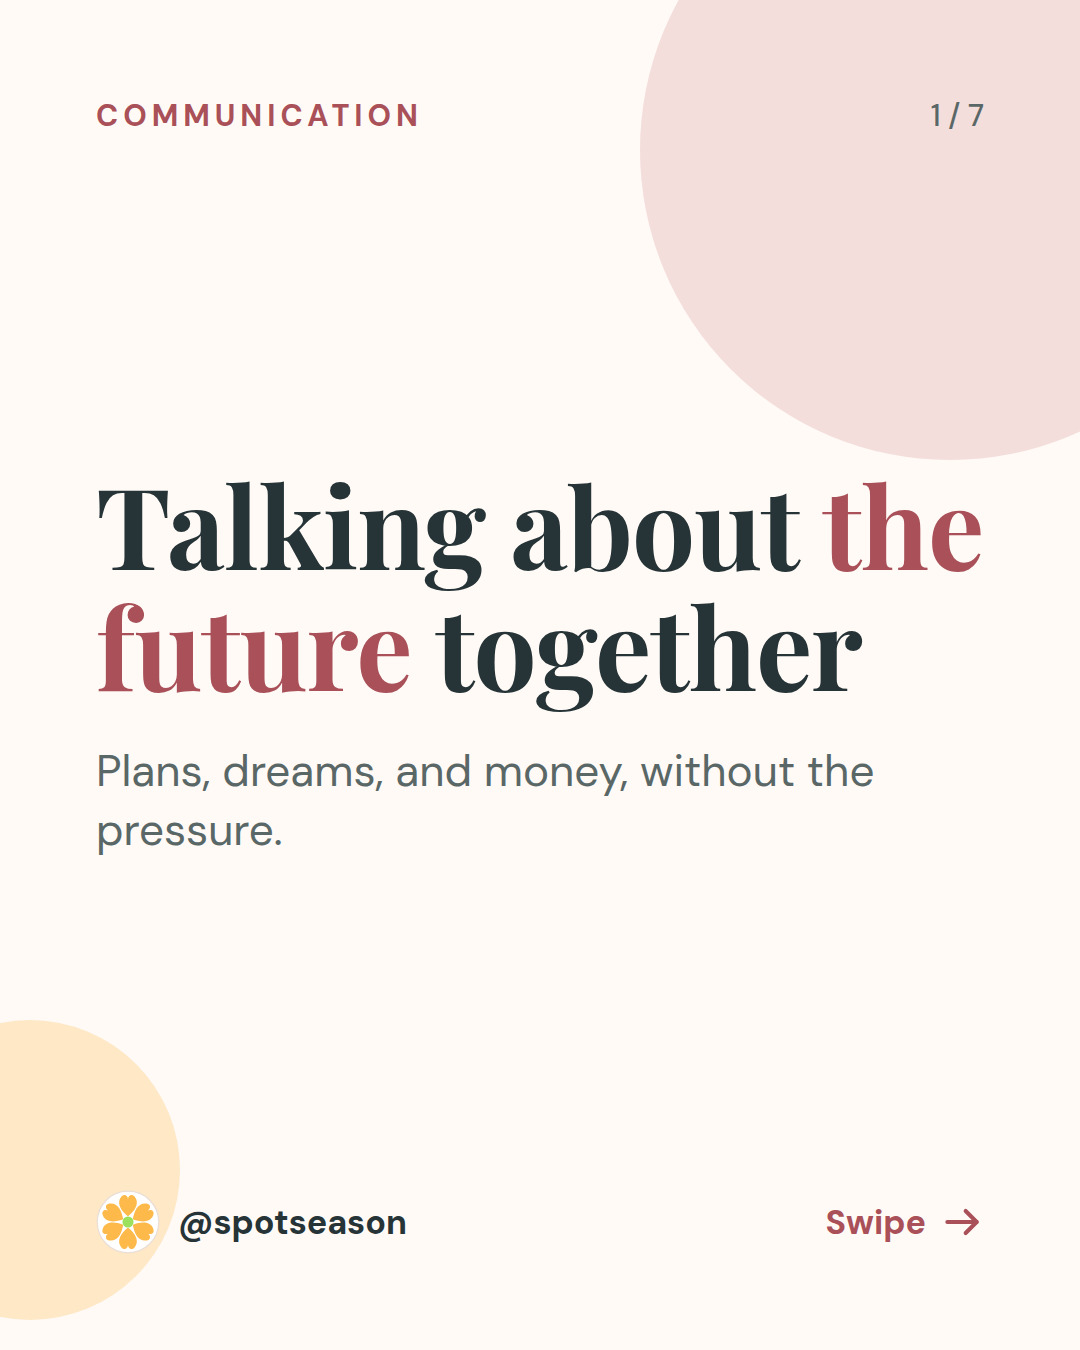 COMMUNICATION
1 / 7
Talking about the
future together
Plans, dreams, and money, without the
pressure.
@spotseason
Swipe →